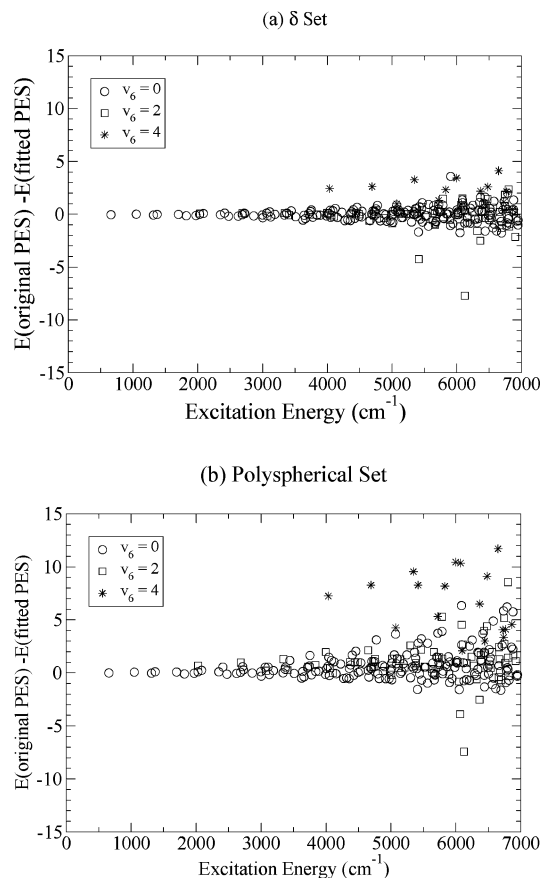 (a) δ Set
E(original PES) -E(fitted PES)
15
10
5
0
-5
-10
-15
v6 = 0
v6 = 2
v6 = 4
0 1000 2000 3000 4000 5000 6000 7000
Excitation Energy (cm-1)
(b) Polyspherical Set
E(original PES) -E(fitted PES)
15
10
5
0
-5
-10
-15
v6 = 0
v6 = 2
v6 = 4
0 1000 2000 3000 4000 5000 6000 7000
Excitation Energy (cm-1)